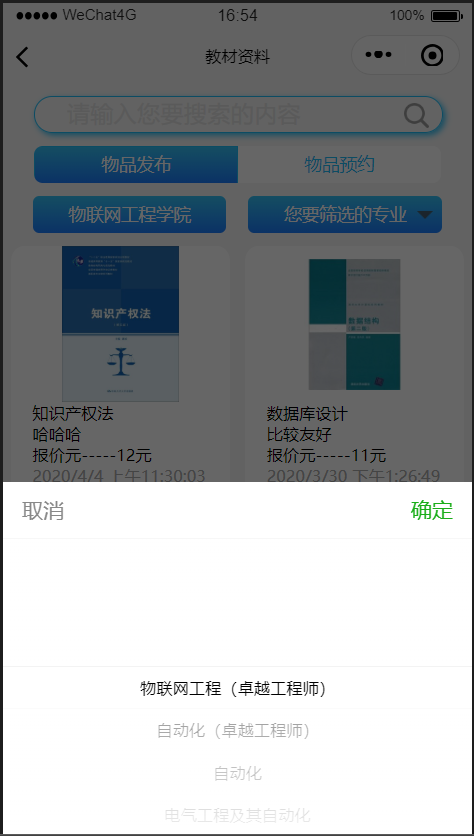 WeChat4G 16:54 100%
教材资料
请输入您要搜索的内容
物品发布 物品预约
物联网工程学院 您要筛选的专业
知识产权法
数据结构
知识产权法 数据库设计
哈哈哈 比较友好
报价元-----12元 报价元-----11元
2020/4/4 上午11:30:03 2020/3/30 下午1:26:49
取消 确定
物联网工程（卓越工程师）
自动化（卓越工程师）
自动化
电气工程及其自动化